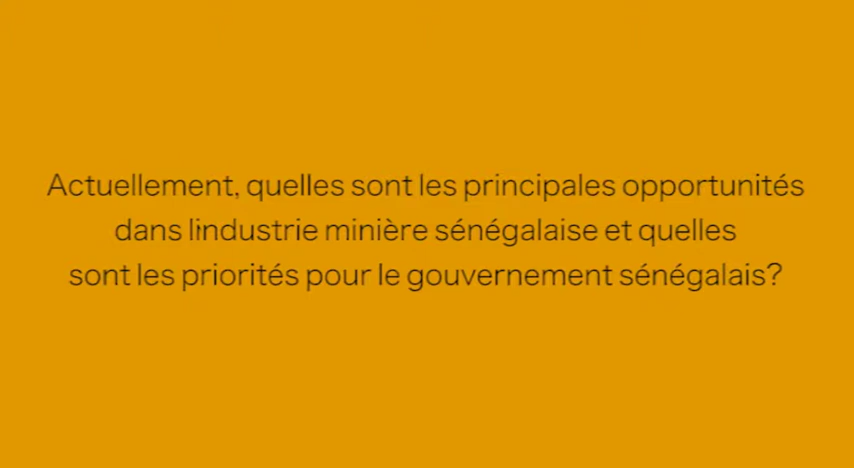 Actuellement, quelles sont les principales opportunités
dans lindustrie minière sénégalaise et quelles
sont les priorités pour le gouvernement sénégalais?